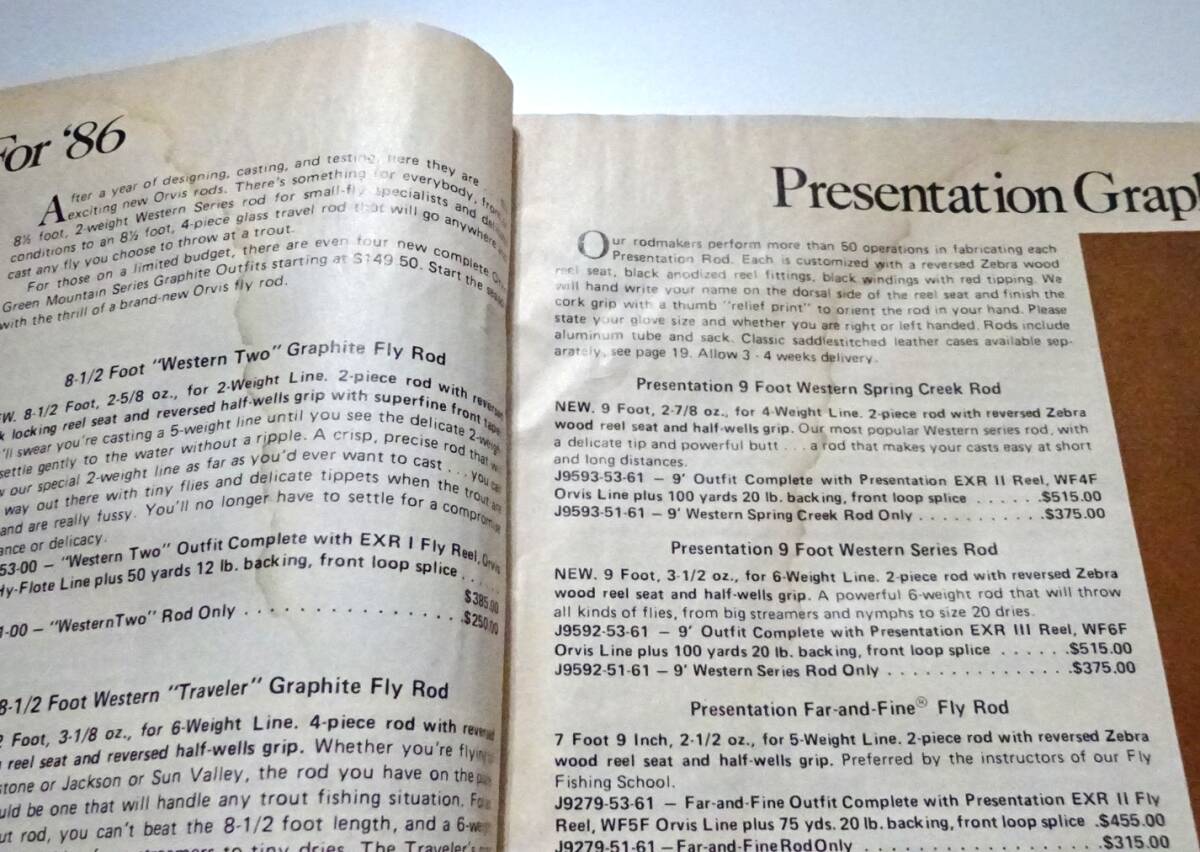 For '86
After a year of designing, casting, and testing, here they are . . .
exciting new Orvis rods. There's something for everybody, from
8½ foot, 2-weight Western Series rod for small-fly specialists and
conditions to an 8½ foot, 4-piece glass travel rod that will go anywhere
cast any fly you choose to throw at a trout.
For those on a limited budget, there are even four new complete
Green Mountain Series Graphite Outfits starting at $149.50. Start the
with the thrill of a brand-new Orvis fly rod.
8-1/2 Foot "Western Two" Graphite Fly Rod
8-1/2 Foot, 2-5/8 oz., for 2-Weight Line. 2-piece rod with
locking reel seat and reversed half-wells grip with superfine front
swear you're casting a 5-weight line until you see the delicate
settle gently to the water without a ripple. A crisp, precise rod that
our special 2-weight line as far as you'd ever want to cast . . . you can
way out there with tiny flies and delicate tippets when the trout are
and are really fussy. You'll no longer have to settle for a compromise
or delicacy.
53-00 – "Western Two" Outfit Complete with EXR I Fly Reel, Orvis
Hy-Flote Line plus 50 yards 12 lb. backing, front loop splice . . . . . $385.00
1-00 – "Western Two" Rod Only . . . . . . . . . . . . . . . . . $250.00
8-1/2 Foot Western "Traveler" Graphite Fly Rod
Foot, 3-1/8 oz., for 6-Weight Line. 4-piece rod with
reel seat and reversed half-wells grip. Whether you're
or Jackson or Sun Valley, the rod you have on the
be one that will handle any trout fishing situation.
rod, you can't beat the 8-1/2 foot length, and a
to tiny dries. The Traveler's
Presentation Grap
Our rodmakers perform more than 50 operations in fabricating each
Presentation Rod. Each is customized with a reversed Zebra wood
reel seat, black anodized reel fittings, black windings with red tipping. We
will hand write your name on the dorsal side of the reel seat and finish the
cork grip with a thumb "relief print" to orient the rod in your hand. Please
state your glove size and whether you are right or left handed. Rods include
aluminum tube and sack. Classic saddlestitched leather cases available sep-
arately, see page 19. Allow 3 - 4 weeks delivery.
Presentation 9 Foot Western Spring Creek Rod
NEW. 9 Foot, 2-7/8 oz., for 4-Weight Line. 2-piece rod with reversed Zebra
wood reel seat and half-wells grip. Our most popular Western series rod, with
a delicate tip and powerful butt . . . a rod that makes your casts easy at short
and long distances.
J9593-53-61 – 9' Outfit Complete with Presentation EXR II Reel, WF4F
Orvis Line plus 100 yards 20 lb. backing, front loop splice . . . . . .$515.00
J9593-51-61 – 9' Western Spring Creek Rod Only . . . . . . . . . . .$375.00
Presentation 9 Foot Western Series Rod
NEW. 9 Foot, 3-1/2 oz., for 6-Weight Line. 2-piece rod with reversed Zebra
wood reel seat and half-wells grip. A powerful 6-weight rod that will throw
all kinds of flies, from big streamers and nymphs to size 20 dries.
J9592-53-61 – 9' Outfit Complete with Presentation EXR III Reel, WF6F
Orvis Line plus 100 yards 20 lb. backing, front loop splice . . . . . .$515.00
J9592-51-61 – 9' Western Series Rod Only . . . . . . . . . . . . . . .$375.00
Presentation Far-and-Fine® Fly Rod
7 Foot 9 Inch, 2-1/2 oz., for 5-Weight Line. 2-piece rod with reversed Zebra
wood reel seat and half-wells grip. Preferred by the instructors of our Fly
Fishing School.
J9279-53-61 – Far-and-Fine Outfit Complete with Presentation EXR II Fly
Reel, WF5F Orvis Line plus 75 yds. 20 lb. backing, front loop splice .$455.00
J9279-51-61 – Far-and-Fine Rod Only . . . . . . . . . . . . . . . . .$315.00